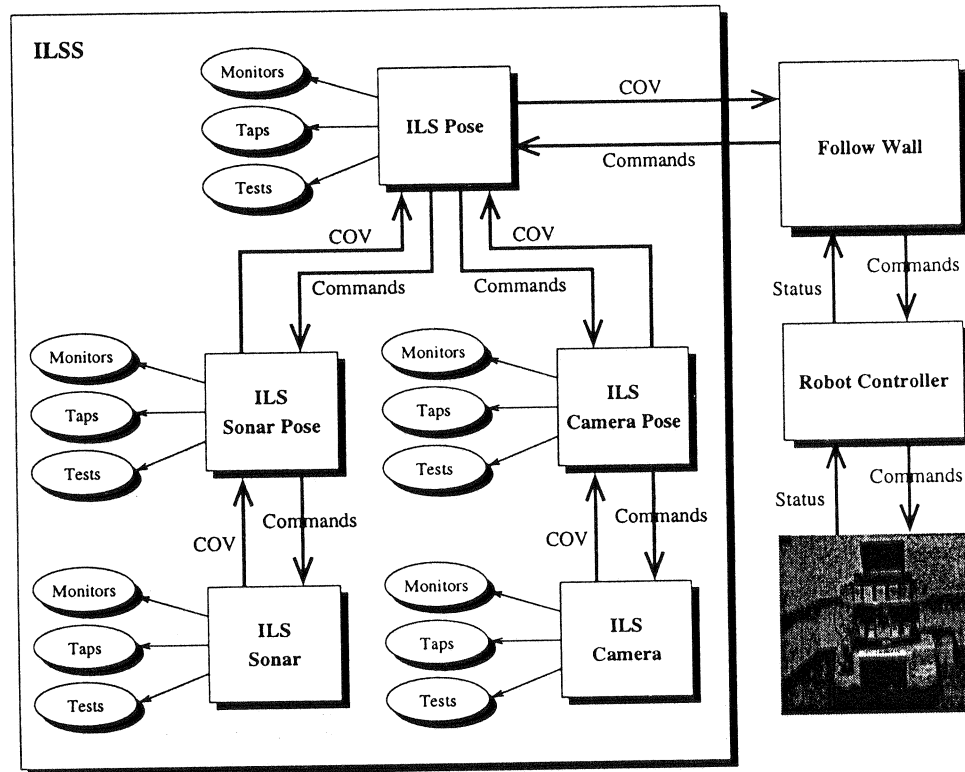 ILSS
Monitors
Taps
Tests
ILS Pose
COV
Commands
Follow Wall
COV
Commands
COV
Commands
Status
Commands
Monitors
Taps
Tests
ILS
Sonar Pose
Monitors
Taps
Tests
ILS
Camera Pose
Robot Controller
COV
Commands
COV
Commands
Status
Commands
Monitors
Taps
Tests
ILS
Sonar
Monitors
Taps
Tests
ILS
Camera